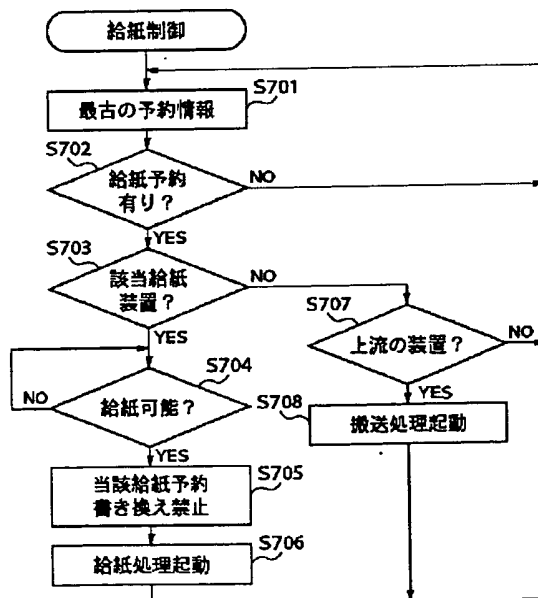 給紙制御
S701
最古の予約情報
S702
給紙予約
有り？
NO
YES
S703
該当給紙
装置？
NO
YES
S707
上流の装置？
NO
YES
S704
給紙可能？
NO
YES
S708
搬送処理起動
S705
当該給紙予約
書き換え禁止
S706
給紙処理起動